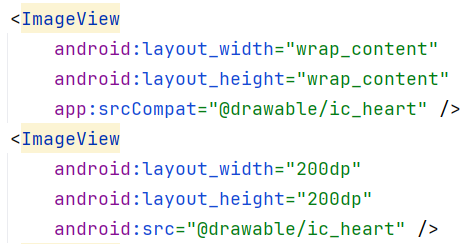 <ImageView
    android:layout_width="wrap_content"
    android:layout_height="wrap_content"
    app:srcCompat="@drawable/ic_heart" />
<ImageView
    android:layout_width="200dp"
    android:layout_height="200dp"
    android:src="@drawable/ic_heart" />